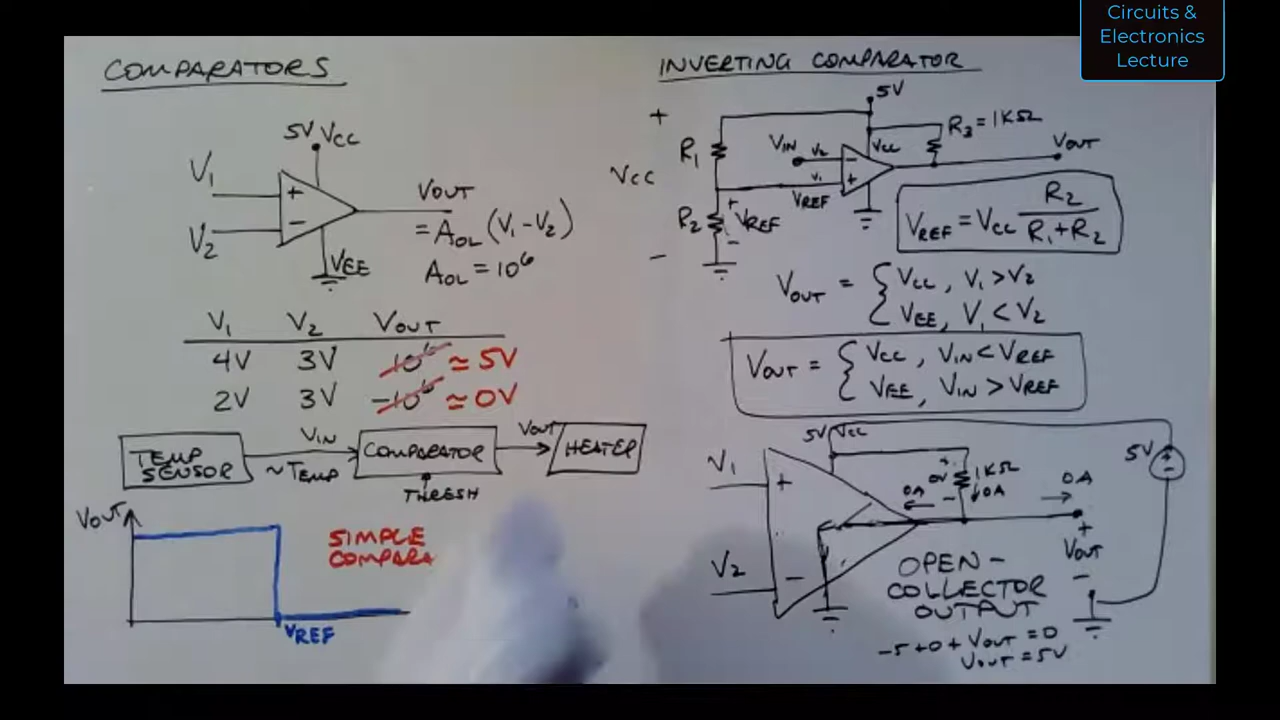 Circuits &
Electronics
Lecture
COMPARATORS
5V VCC
V1
+
V2
-
VEE
VOUT
= AOL (V1-V2)
AOL = 10^6
V1 V2 VOUT
4V 3V 10^6 ≃ 5V
2V 3V -10^6 ≃ 0V
TEMP
SENSOR
VIN
~TEMP
COMPARATOR
THRESH
VOUT
HEATER
VOUT
VREF
SIMPLE
COMPARA
INVERTING COMPARATOR
5V
+
VCC
-
R1
R2
+
VREF
-
VIN V2 -
VREF V1 +
VCC
R3 = 1KΩ
VOUT
VREF = VCC R2
R1+R2
VOUT = { VCC, V1 > V2
VEE, V1 < V2
VOUT = { VCC, VIN < VREF
VEE, VIN > VREF
5V VCC
V1
+
V2
-
+
0V
-
1KΩ
0A
0A
0A
5V
+
-
+
VOUT
-
OPEN-
COLLECTOR
OUTPUT
-5+0+VOUT=0
VOUT=5V